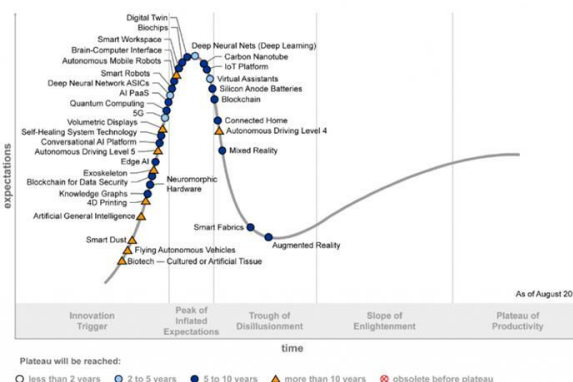 Digital Twin
Biochips
Smart Workspace
Brain-Computer Interface
Autonomous Mobile Robots
Smart Robots
Deep Neural Network ASICs
AI PaaS
Quantum Computing
5G
Volumetric Displays
Self-Healing System Technology
Conversational AI Platform
Autonomous Driving Level 5
Edge AI
Exoskeleton
Blockchain for Data Security
Neuromorphic
Hardware
Knowledge Graphs
4D Printing
Artificial General Intelligence
Smart Dust
Flying Autonomous Vehicles
Biotech — Cultured or Artificial Tissue
Deep Neural Nets (Deep Learning)
Carbon Nanotube
IoT Platform
Virtual Assistants
Silicon Anode Batteries
Blockchain
Connected Home
Autonomous Driving Level 4
Mixed Reality
Smart Fabrics
Augmented Reality
expectations
As of August 20
Innovation
Trigger
Peak of
Inflated
Expectations
Trough of
Disillusionment
Slope of
Enlightenment
Plateau of
Productivity
time
Plateau will be reached:
less than 2 years
2 to 5 years
5 to 10 years
more than 10 years
obsolete before plateau